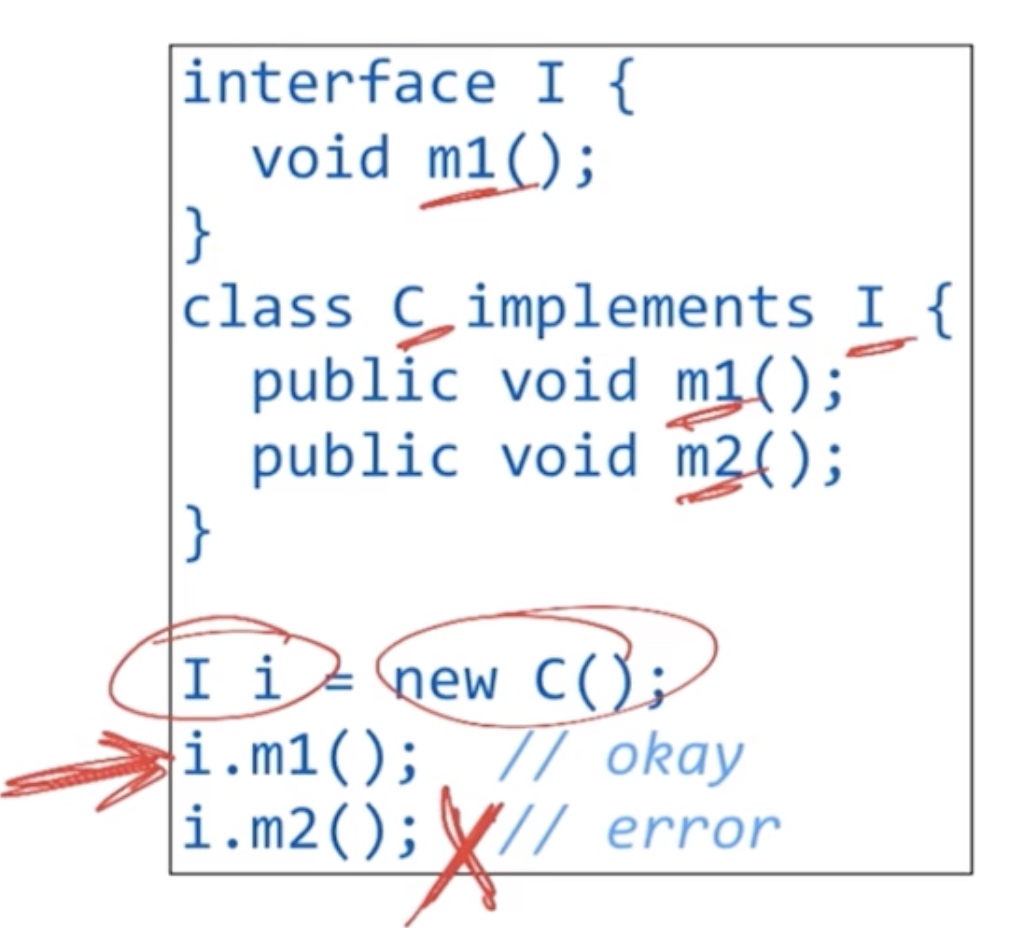 interface I {
  void m1();
}
class C implements I {
  public void m1();
  public void m2();
}
I i = new C();
i.m1();  // okay
i.m2();  // error